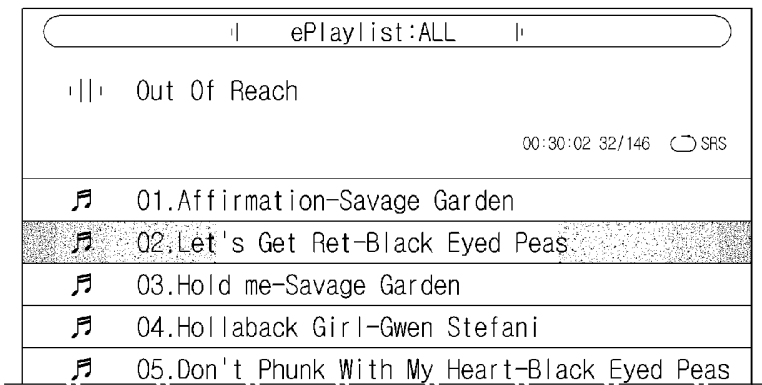 ePlaylist:ALL
Out Of Reach
00:30:02 32/146 SRS
01.Affirmation-Savage Garden
02.Let's Get Ret-Black Eyed Peas
03.Hold me-Savage Garden
04.Hollaback Girl-Gwen Stefani
05.Don't Phunk With My Heart-Black Eyed Peas